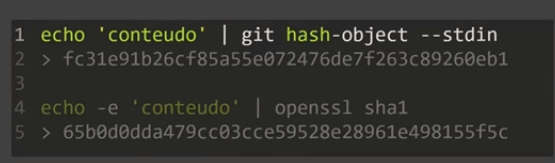 1 echo 'conteudo' | git hash-object --stdin
2 > fc31e91b26cf85a55e072476de7f263c89260eb1
3
4 echo -e 'conteudo' | openssl sha1
5 > 65b0d0dda479cc03cce59528e28961e498155f5c